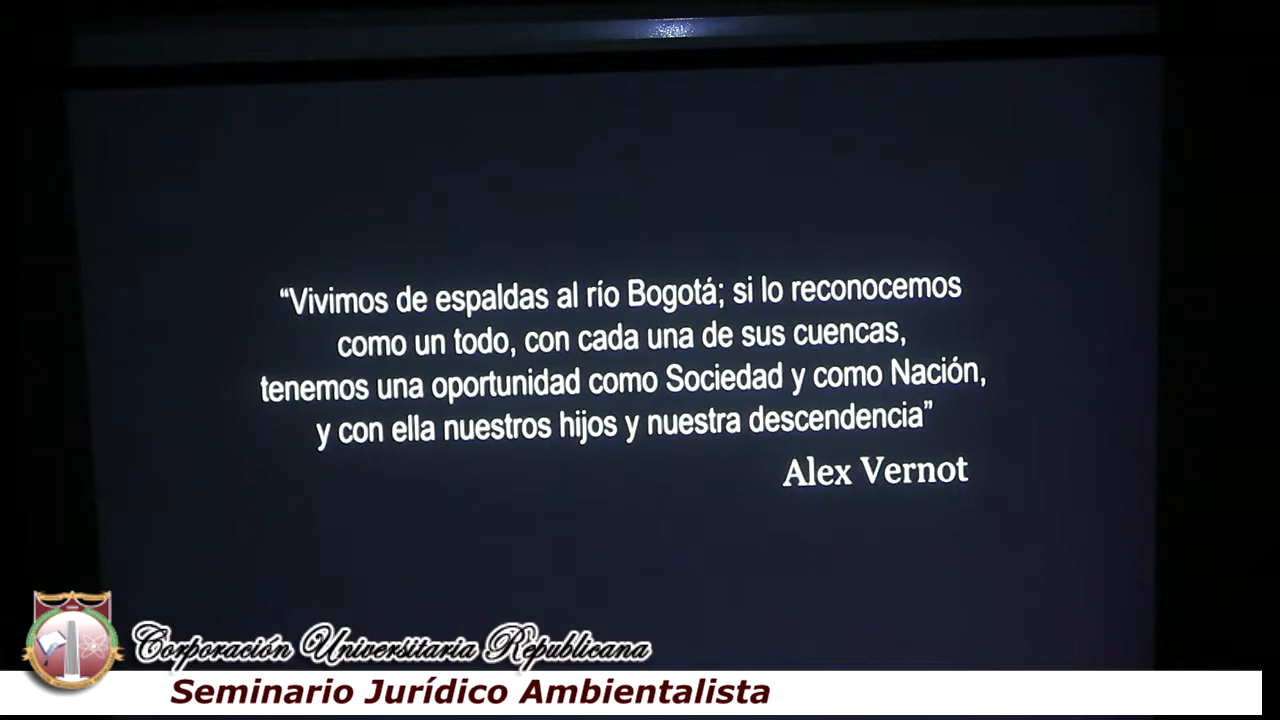 “Vivimos de espaldas al río Bogotá; si lo reconocemos
como un todo, con cada una de sus cuencas,
tenemos una oportunidad como Sociedad y como Nación,
y con ella nuestros hijos y nuestra descendencia”
Alex Vernot
Corporación Universitaria Republicana
Seminario Jurídico Ambientalista